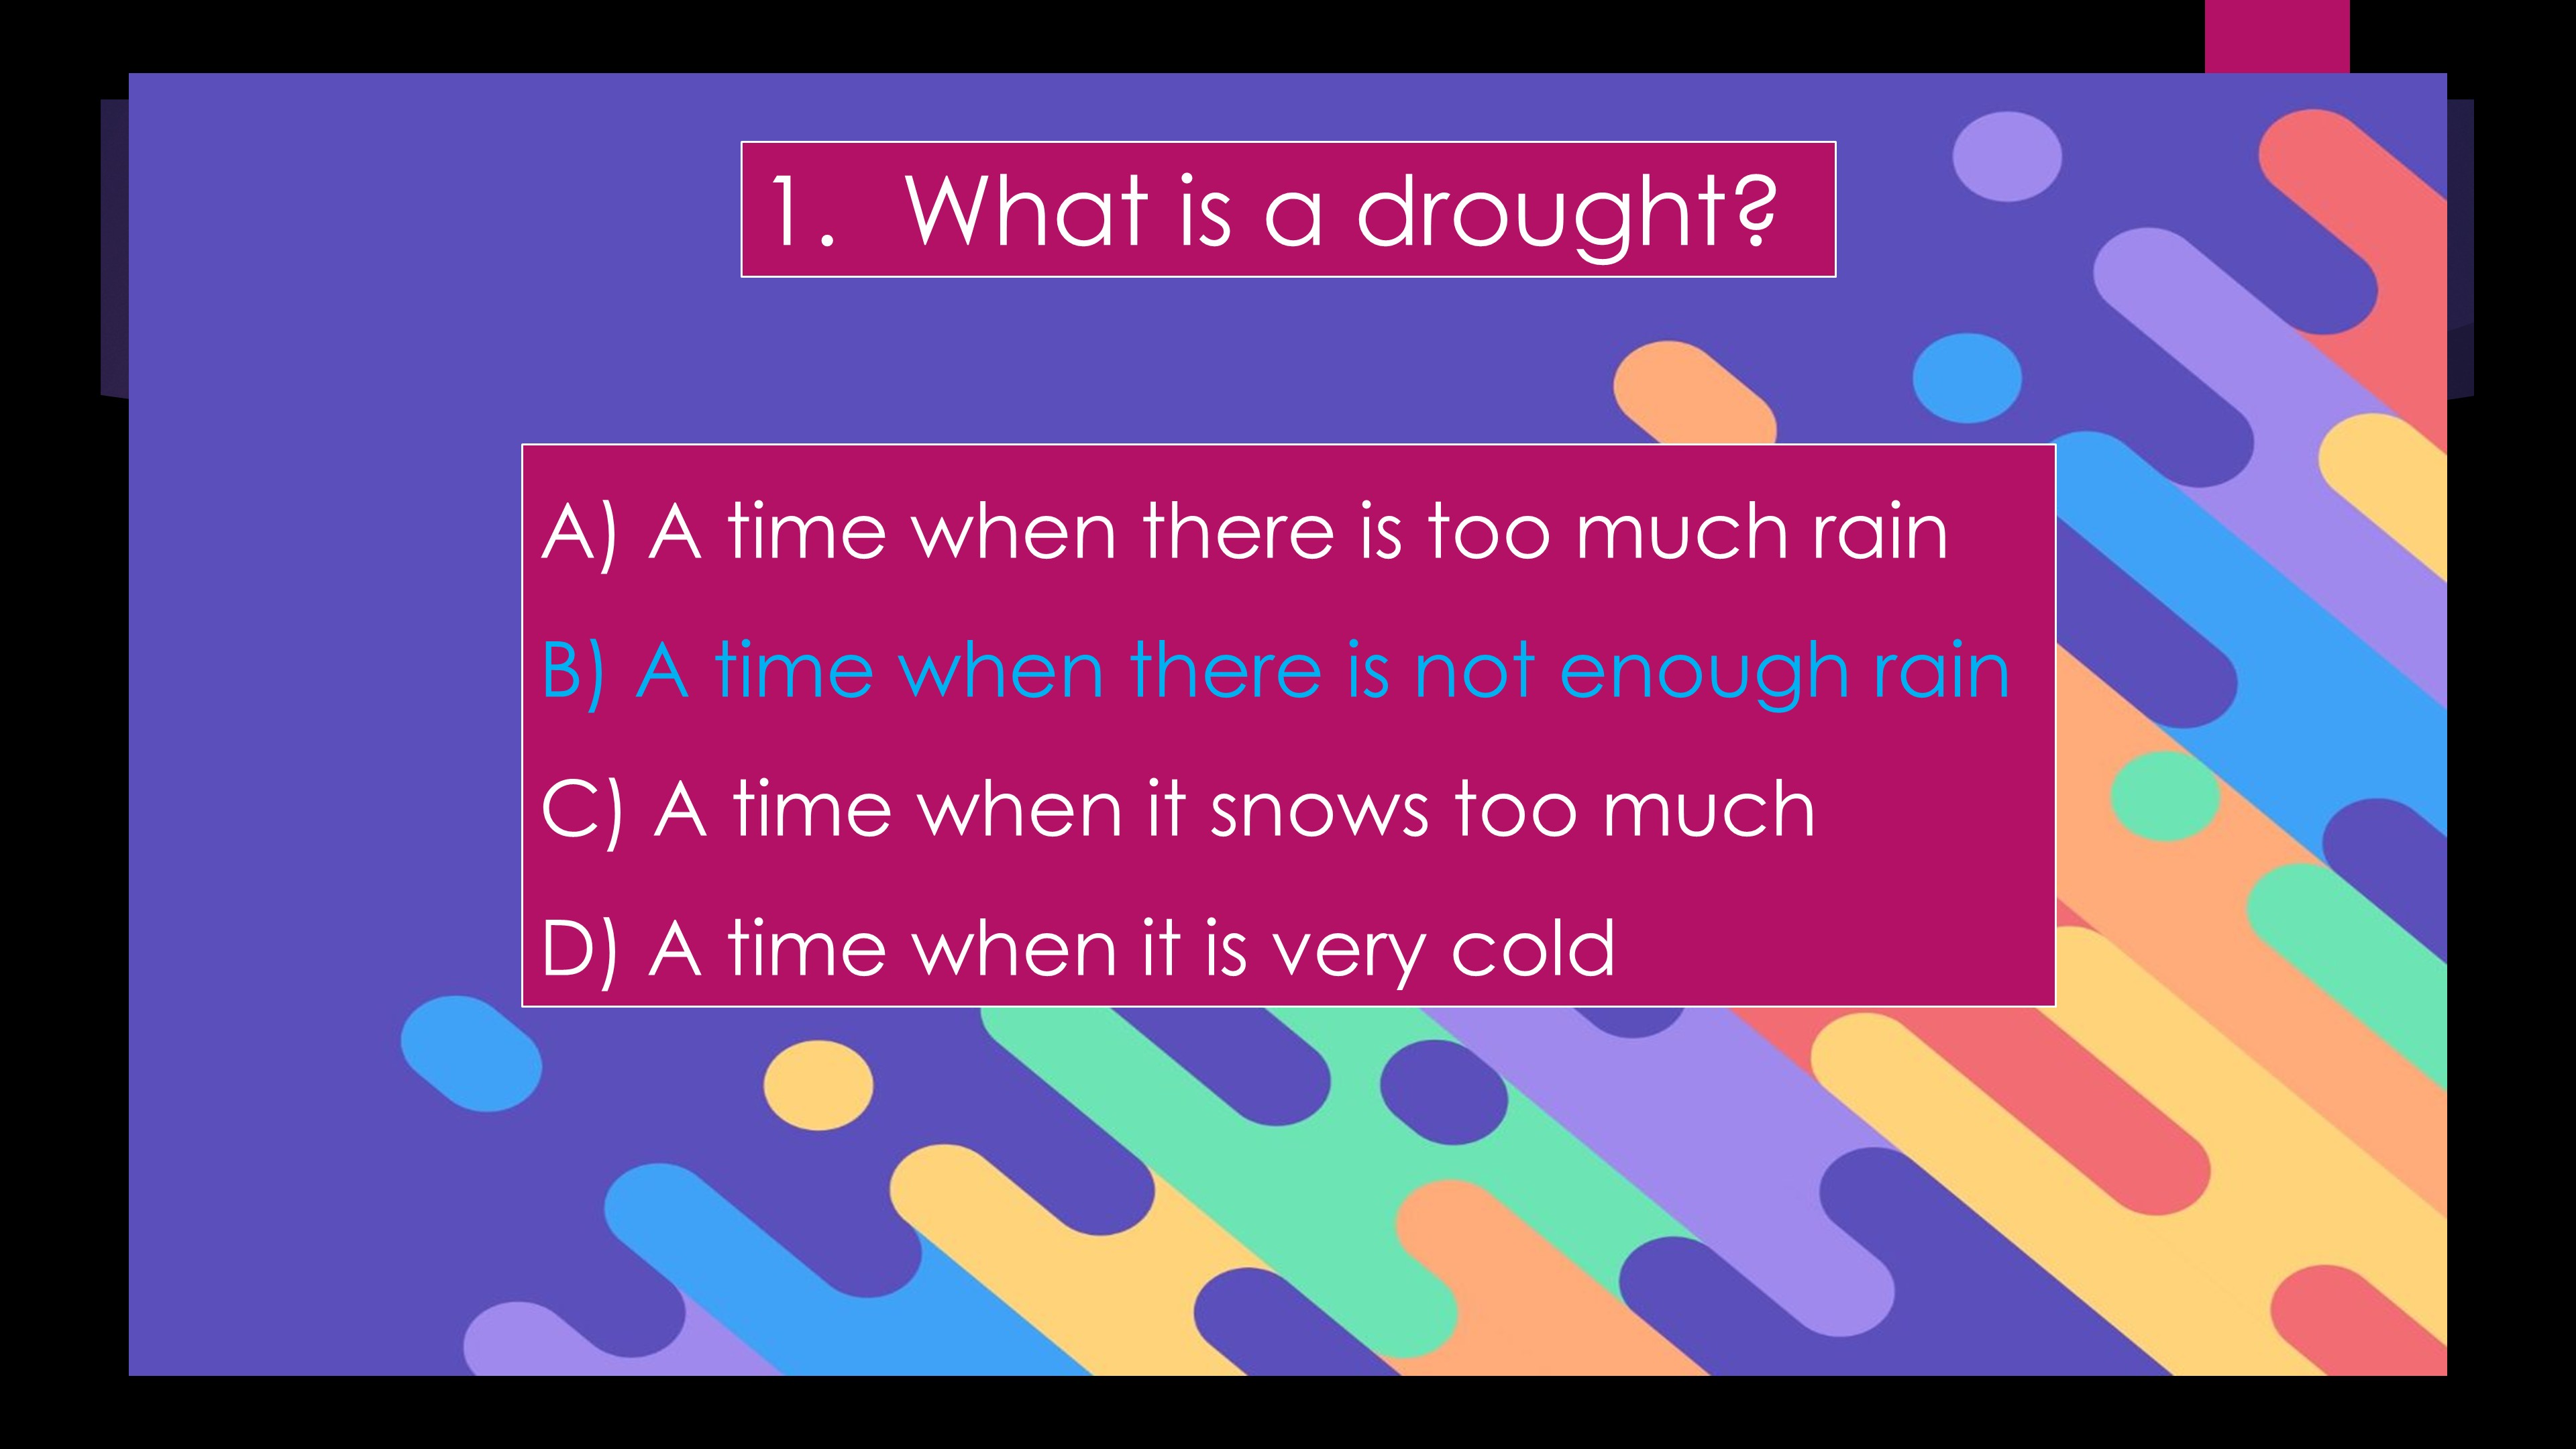 1. What is a drought?
A) A time when there is too much rain
B) A time when there is not enough rain
C) A time when it snows too much
D) A time when it is very cold